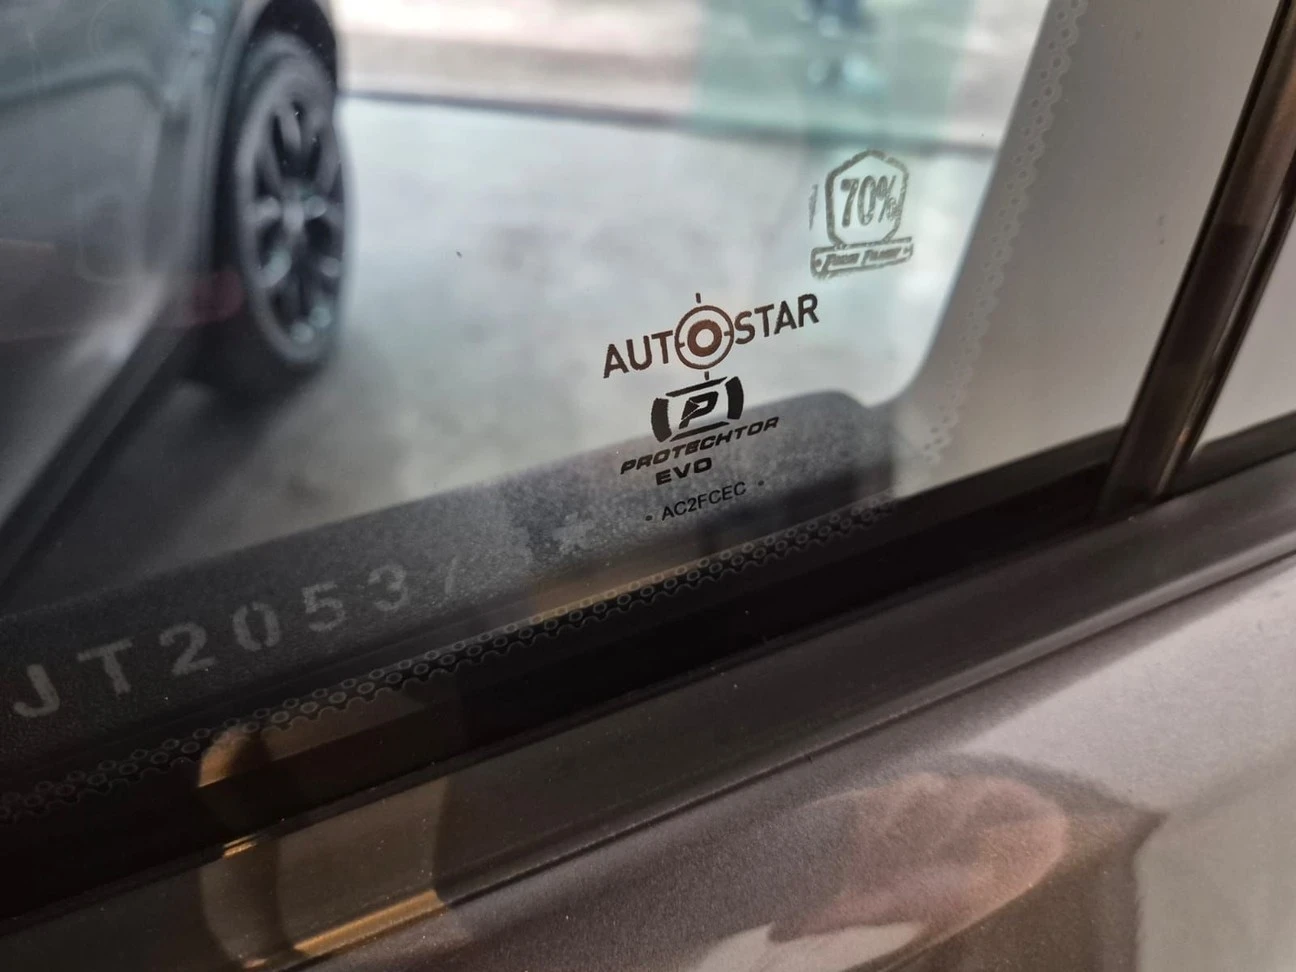 70%
AUTOSTAR
P
PROTECHTOR
EVO
• AC2FCEC •
JT2053